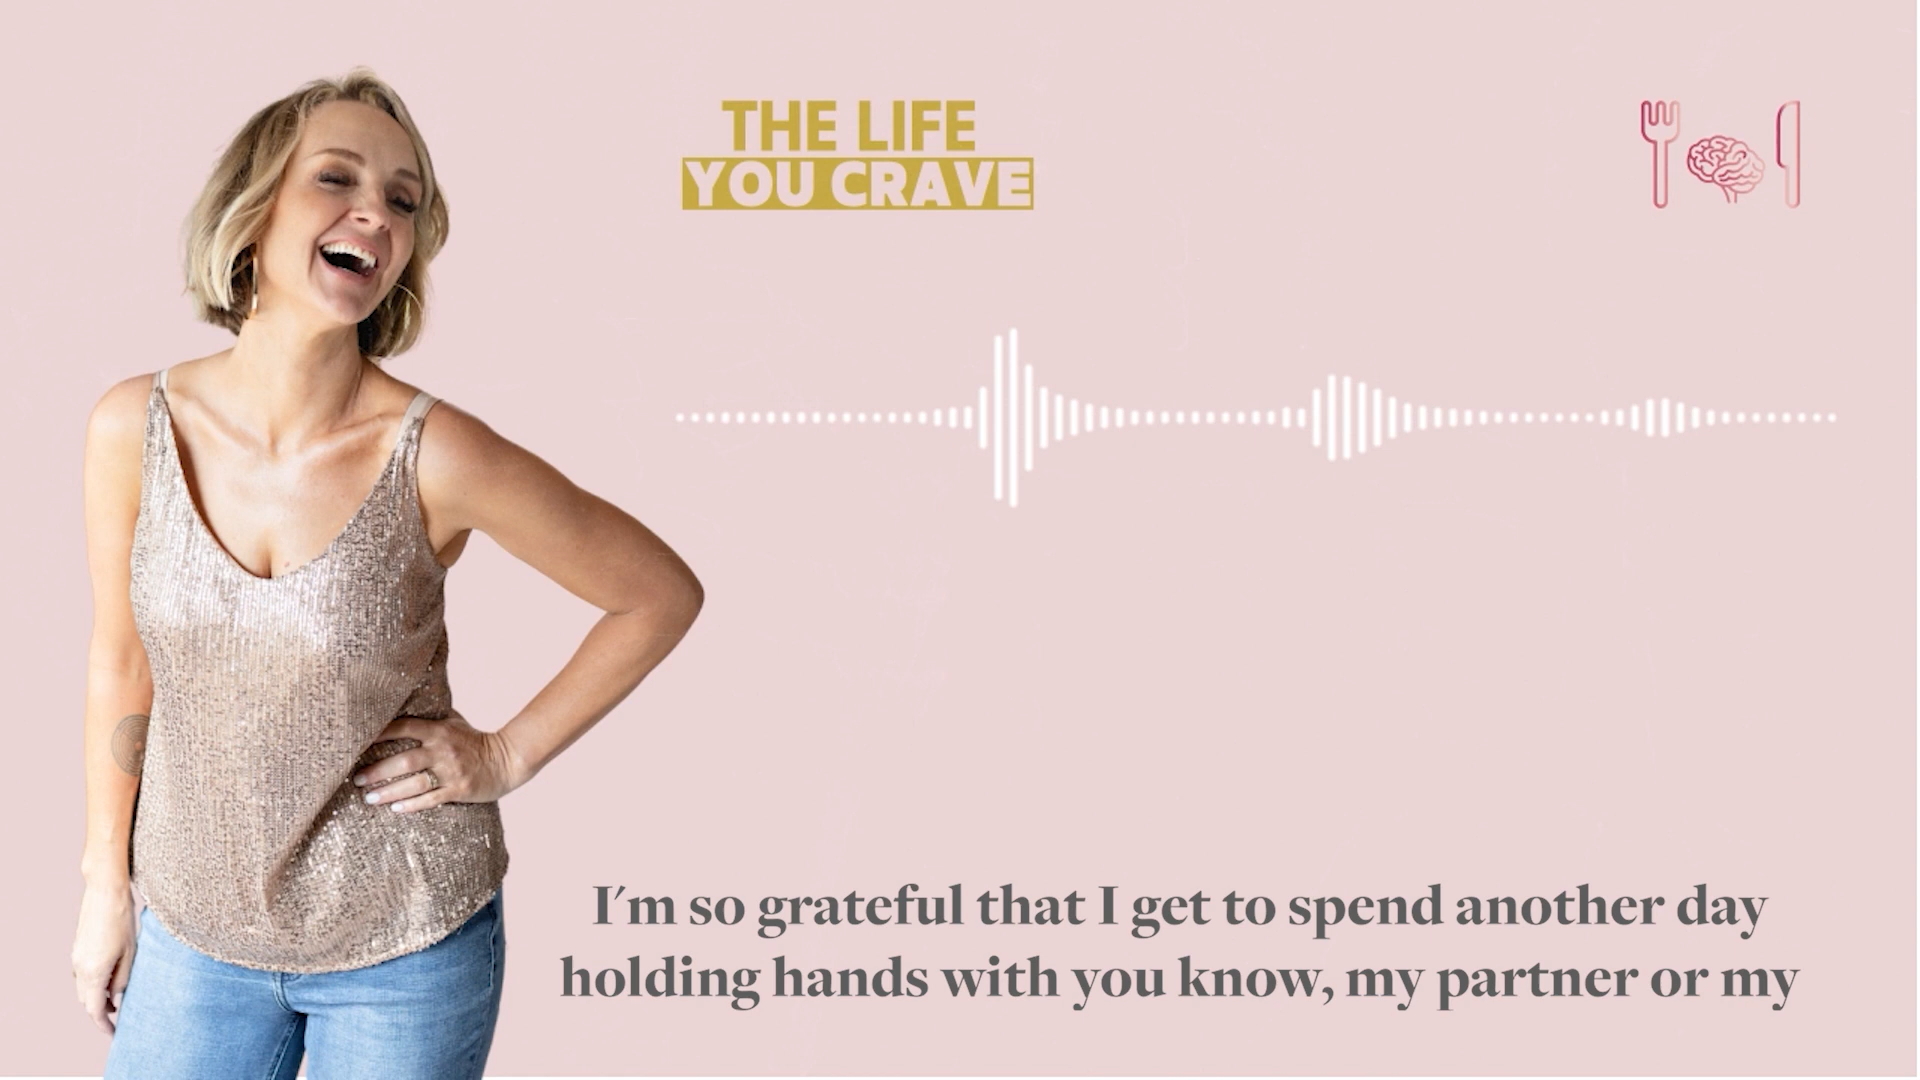 THE LIFE
YOU CRAVE
I'm so grateful that I get to spend another day
holding hands with you know, my partner or my